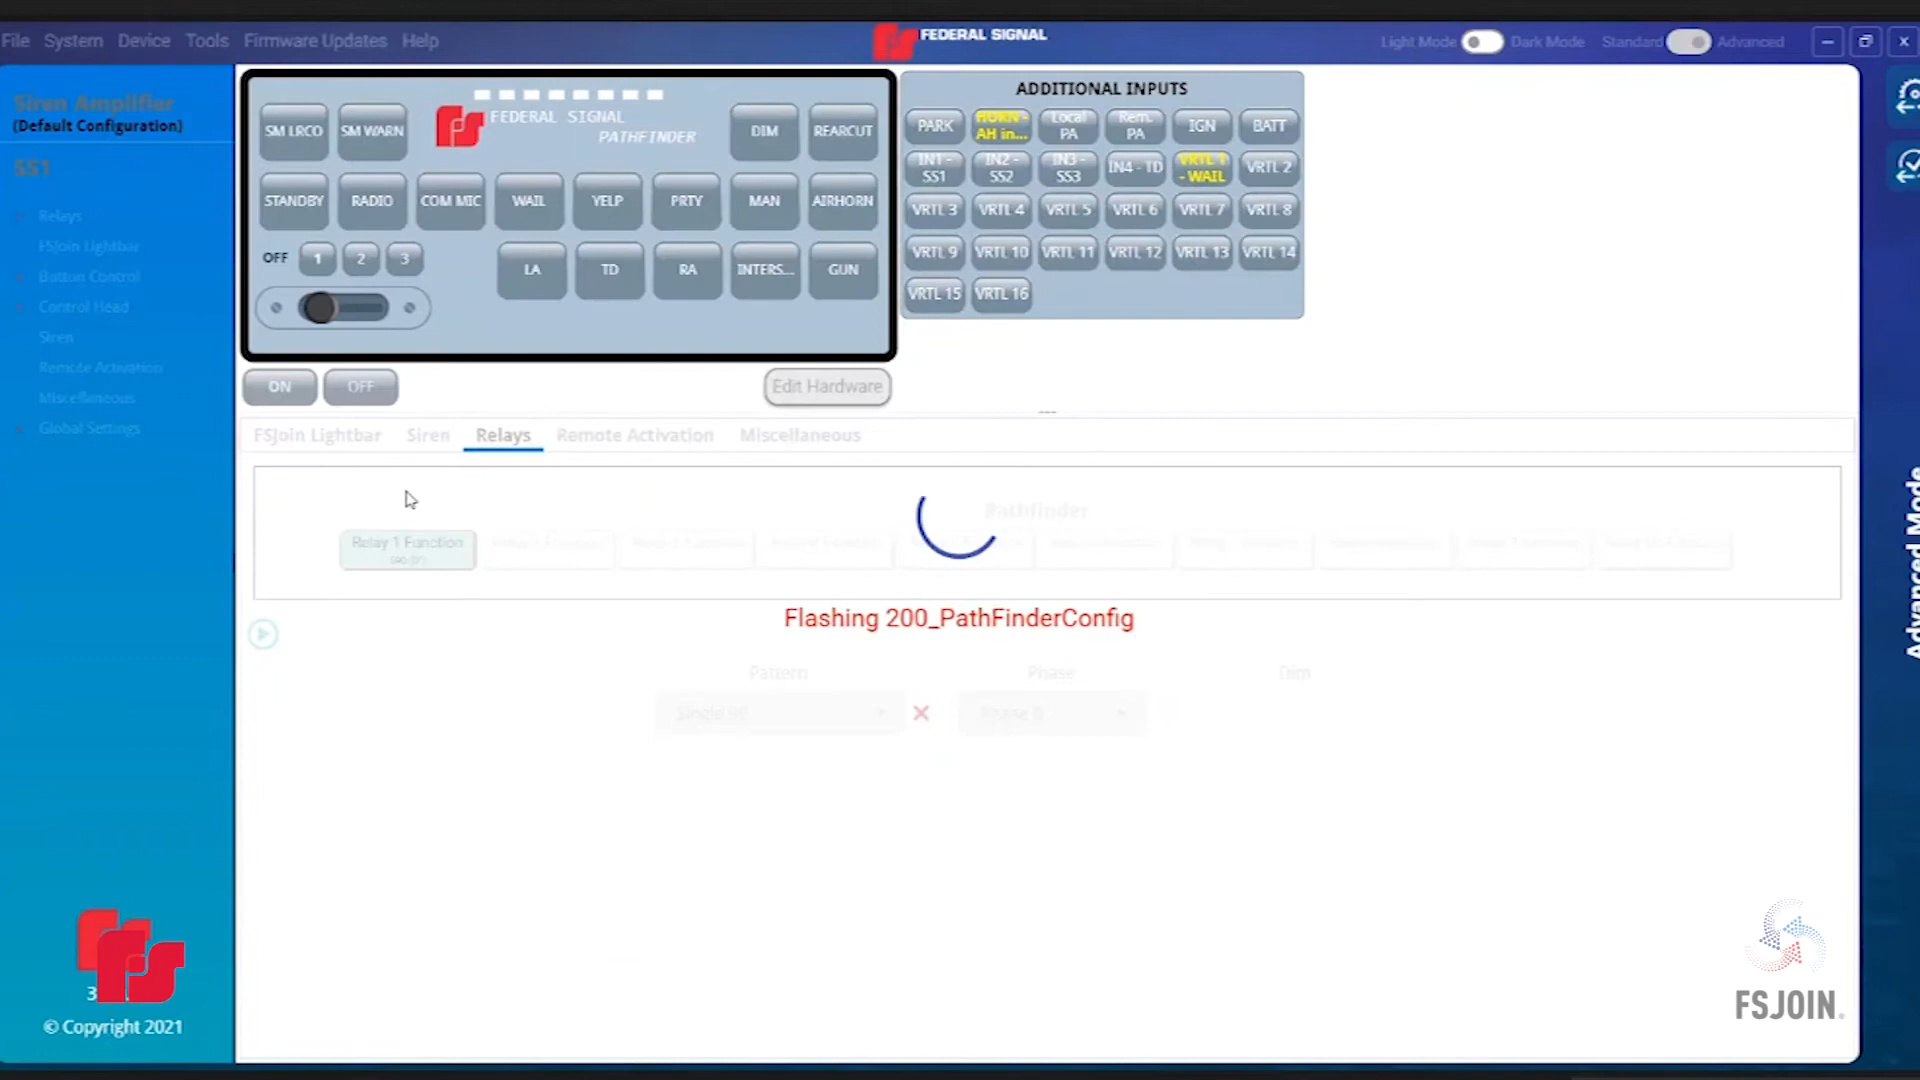 File System Device Tools Firmware Updates Help
FEDERAL SIGNAL
Light Mode Dark Mode Standard Advanced
Siren Amplifier
(Default Configuration)
SS1
Relays
FSJoin Lightbar
Button Control
Control Head
Siren
Remote Activation
Miscellaneous
Global Settings
© Copyright 2021
SM LRCO SM WARN
FEDERAL SIGNAL
PATHFINDER
DIM REARCUT
STANDBY RADIO COM MIC WAIL YELP PRTY MAN AIRHORN
OFF 1 2 3
LA TD RA INTERS... GUN
ON OFF Edit Hardware
ADDITIONAL INPUTS
PARK HORN - AH in... Local PA Rem. PA IGN BATT
IN1 - SS1 IN2 - SS2 IN3 - SS3 IN4 - TD VRTL 1 - WAIL VRTL 2
VRTL 3 VRTL 4 VRTL 5 VRTL 6 VRTL 7 VRTL 8
VRTL 9 VRTL 10 VRTL 11 VRTL 12 VRTL 13 VRTL 14
VRTL 15 VRTL 16
FSJoin Lightbar Siren Relays Remote Activation Miscellaneous
Pathfinder
Relay 1 Function
Flashing 200_PathFinderConfig
Pattern Phase Dim
Phase 0
Advanced Mode
FSJOIN.